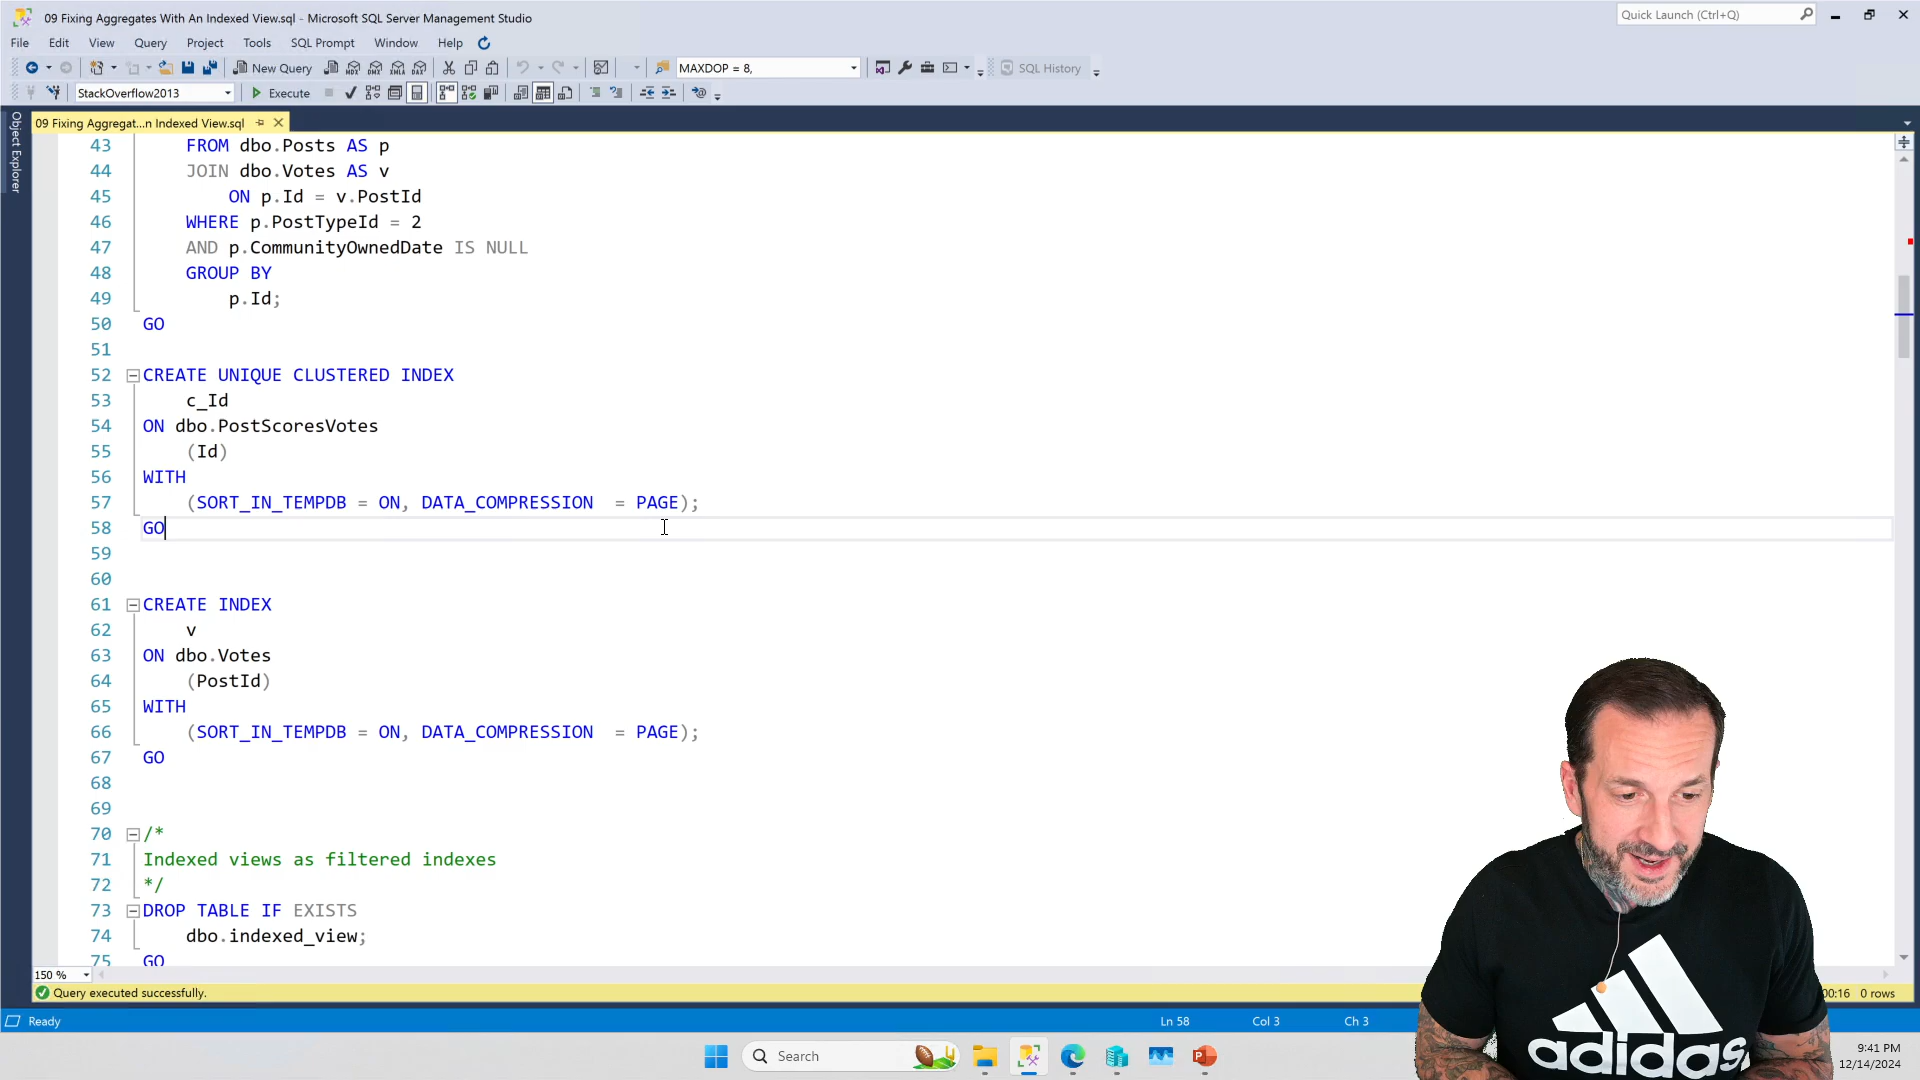 09 Fixing Aggregates With An Indexed View.sql - Microsoft SQL Server Management Studio
Quick Launch (Ctrl+Q)
File Edit View Query Project Tools SQL Prompt Window Help
New Query
MDX DMX XMLA DAX
MAXDOP = 8,
SQL History
StackOverflow2013
Execute
Object Explorer
09 Fixing Aggregat...n Indexed View.sql
43 FROM dbo.Posts AS p
44 JOIN dbo.Votes AS v
45 ON p.Id = v.PostId
46 WHERE p.PostTypeId = 2
47 AND p.CommunityOwnedDate IS NULL
48 GROUP BY
49 p.Id;
50 GO
51
52 CREATE UNIQUE CLUSTERED INDEX
53 c_Id
54 ON dbo.PostScoresVotes
55 (Id)
56 WITH
57 (SORT_IN_TEMPDB = ON, DATA_COMPRESSION  = PAGE);
58 GO
59
60
61 CREATE INDEX
62 v
63 ON dbo.Votes
64 (PostId)
65 WITH
66 (SORT_IN_TEMPDB = ON, DATA_COMPRESSION  = PAGE);
67 GO
68
69
70 /*
71 Indexed views as filtered indexes
72 */
73 DROP TABLE IF EXISTS
74 dbo.indexed_view;
75 GO
150 %
Query executed successfully.
00:16 0 rows
Ready
Ln 58 Col 3 Ch 3
Search
9:41 PM
12/14/2024
adidas